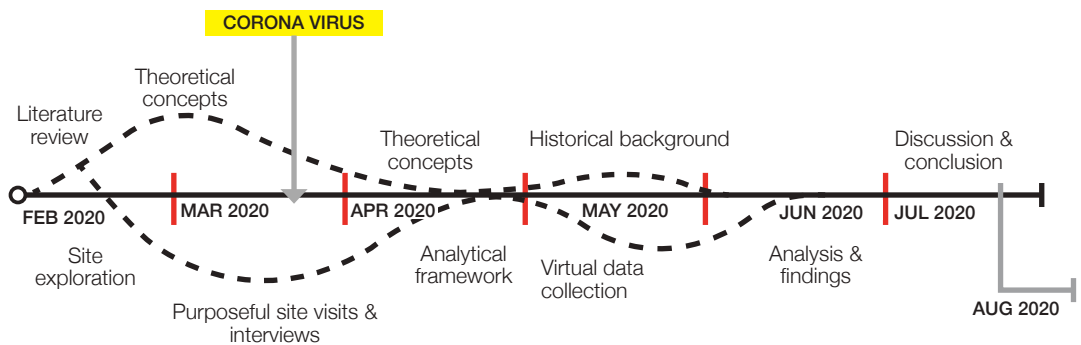 CORONA VIRUS
Theoretical
concepts
Literature
review
Theoretical
concepts
Historical background
Discussion &
conclusion
FEB 2020
MAR 2020
APR 2020
MAY 2020
JUN 2020
JUL 2020
Site
exploration
Purposeful site visits &
interviews
Analytical
framework
Virtual data
collection
Analysis &
findings
AUG 2020